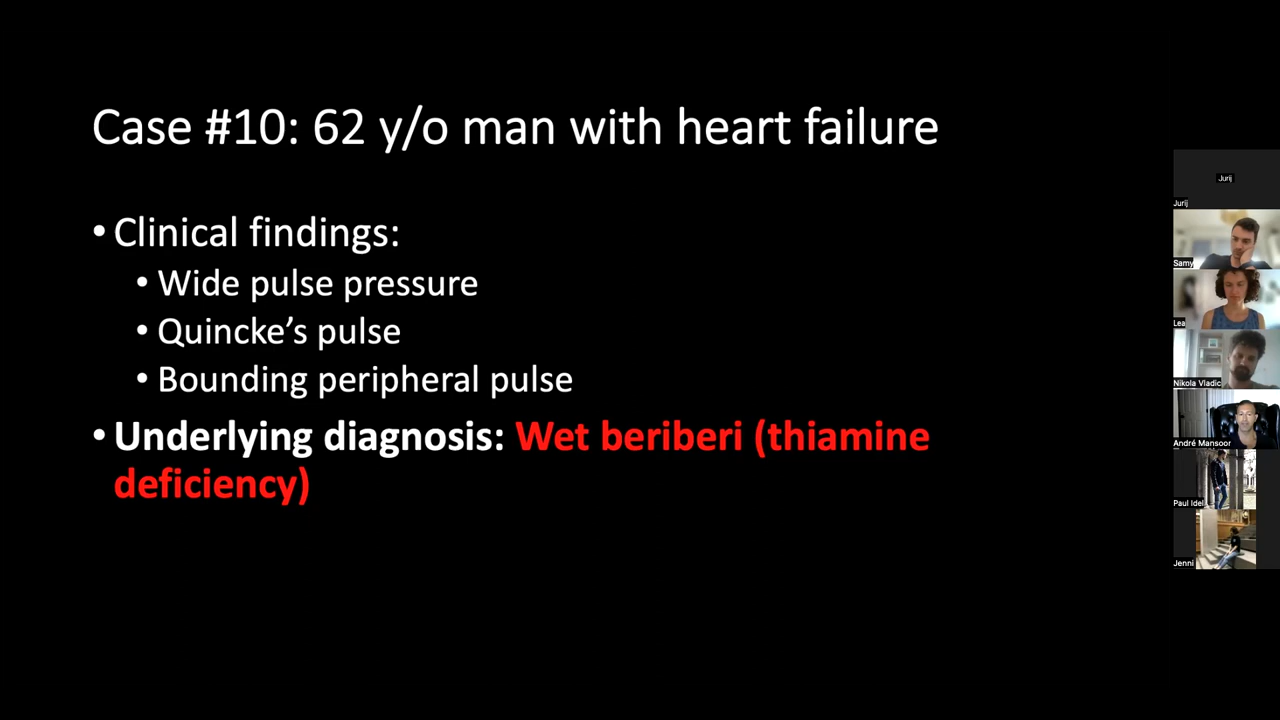 Case #10: 62 y/o man with heart failure
• Clinical findings:
• Wide pulse pressure
• Quincke’s pulse
• Bounding peripheral pulse
• Underlying diagnosis: Wet beriberi (thiamine
deficiency)
Jurij
Jurij
Samy
Lea
Nikola Vladic
André Mansoor
Paul Idel
Jenni